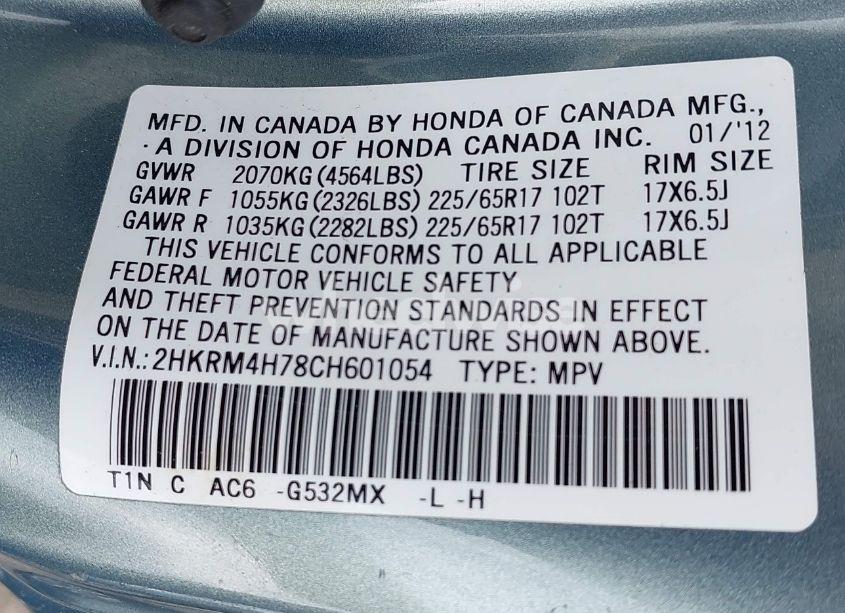 MFD. IN CANADA BY HONDA OF CANADA MFG.,
· A DIVISION OF HONDA CANADA INC. 01/'12
GVWR 2070KG(4564LBS) TIRE SIZE RIM SIZE
GAWR F 1055KG(2326LBS) 225/65R17 102T 17X6.5J
GAWR R 1035KG(2282LBS) 225/65R17 102T 17X6.5J
THIS VEHICLE CONFORMS TO ALL APPLICABLE
FEDERAL MOTOR VEHICLE SAFETY
AND THEFT PREVENTION STANDARDS IN EFFECT
ON THE DATE OF MANUFACTURE SHOWN ABOVE.
V.I.N.: 2HKRM4H78CH601054 TYPE: MPV
T1N C AC6 -G532MX -L -H